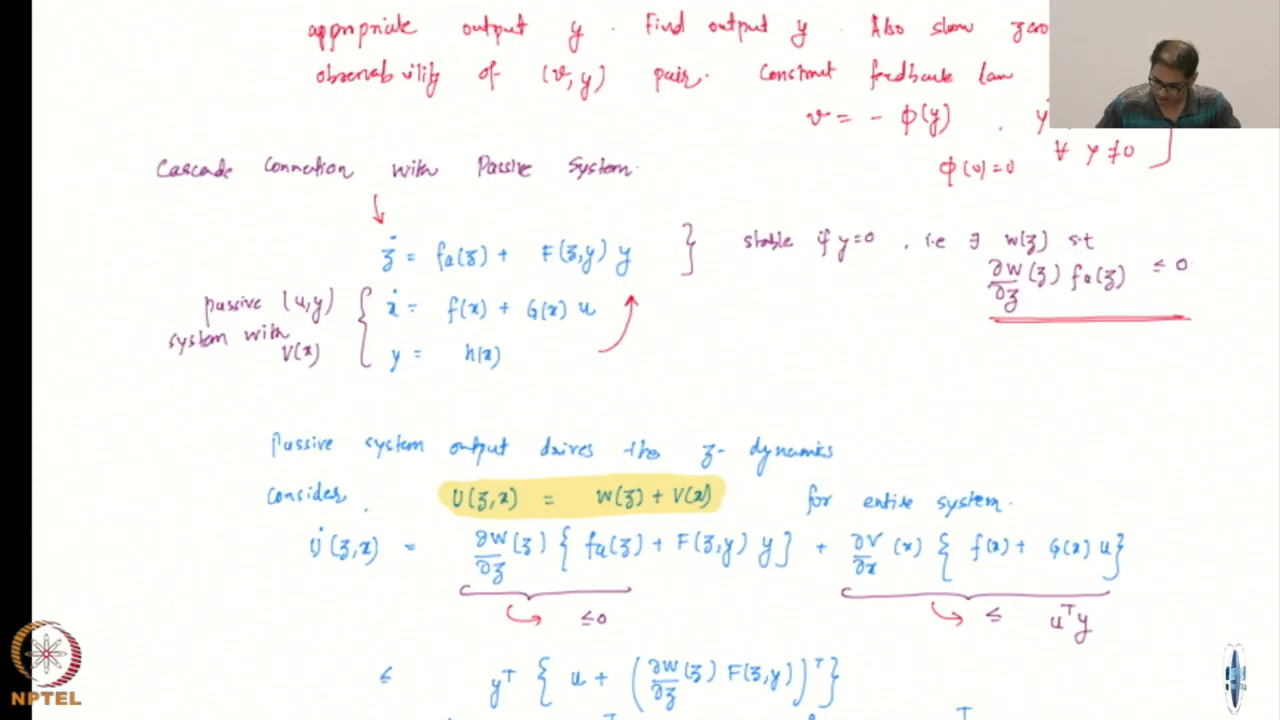 appropriate output y . Find output y . Also show zero
observability of (v, y) pair. Construct feedback law
v = - φ(y) . y
φ(0)=0 ∀ y ≠ 0
Cascade Connection with Passive System.
ʒ̇ = fa(ʒ) + F(ʒ,y) y } stable if y=0 , i.e ∃ W(ʒ) s.t
∂W/∂ʒ (ʒ) fa(ʒ) ≤ 0
passive (u,y) system with V(x) { ẋ = f(x) + G(x) u
y = h(x)
Passive system output drives the ʒ- dynamics
consider, U(ʒ,x) = W(ʒ) + V(x) for entire system.
U̇(ʒ,x) = ∂W/∂ʒ (ʒ) { fa(ʒ) + F(ʒ,y) y } + ∂V/∂x (x) { f(x) + G(x) u }
≤0 ≤ uᵀy
≤ yᵀ { u + ( ∂W/∂ʒ (ʒ) F(ʒ,y) )ᵀ }
NPTEL